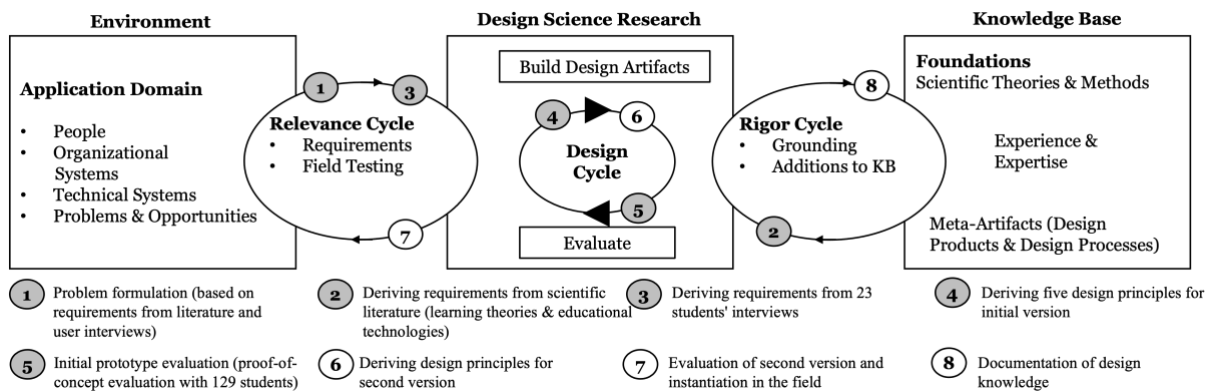 Environment
Design Science Research
Knowledge Base
Application Domain
• People
• Organizational
Systems
• Technical Systems
• Problems & Opportunities
1
3
Relevance Cycle
• Requirements
• Field Testing
7
Build Design Artifacts
4
6
Design
Cycle
5
Evaluate
8
Rigor Cycle
• Grounding
• Additions to KB
2
Foundations
Scientific Theories & Methods
Experience &
Expertise
Meta-Artifacts (Design
Products & Design Processes)
1
Problem formulation (based on
requirements from literature and
user interviews)
2
Deriving requirements from scientific
literature (learning theories & educational
technologies)
3
Deriving requirements from 23
students' interviews
4
Deriving five design principles for
initial version
5
Initial prototype evaluation (proof-of-
concept evaluation with 129 students)
6
Deriving design principles for
second version
7
Evaluation of second version and
instantiation in the field
8
Documentation of design
knowledge